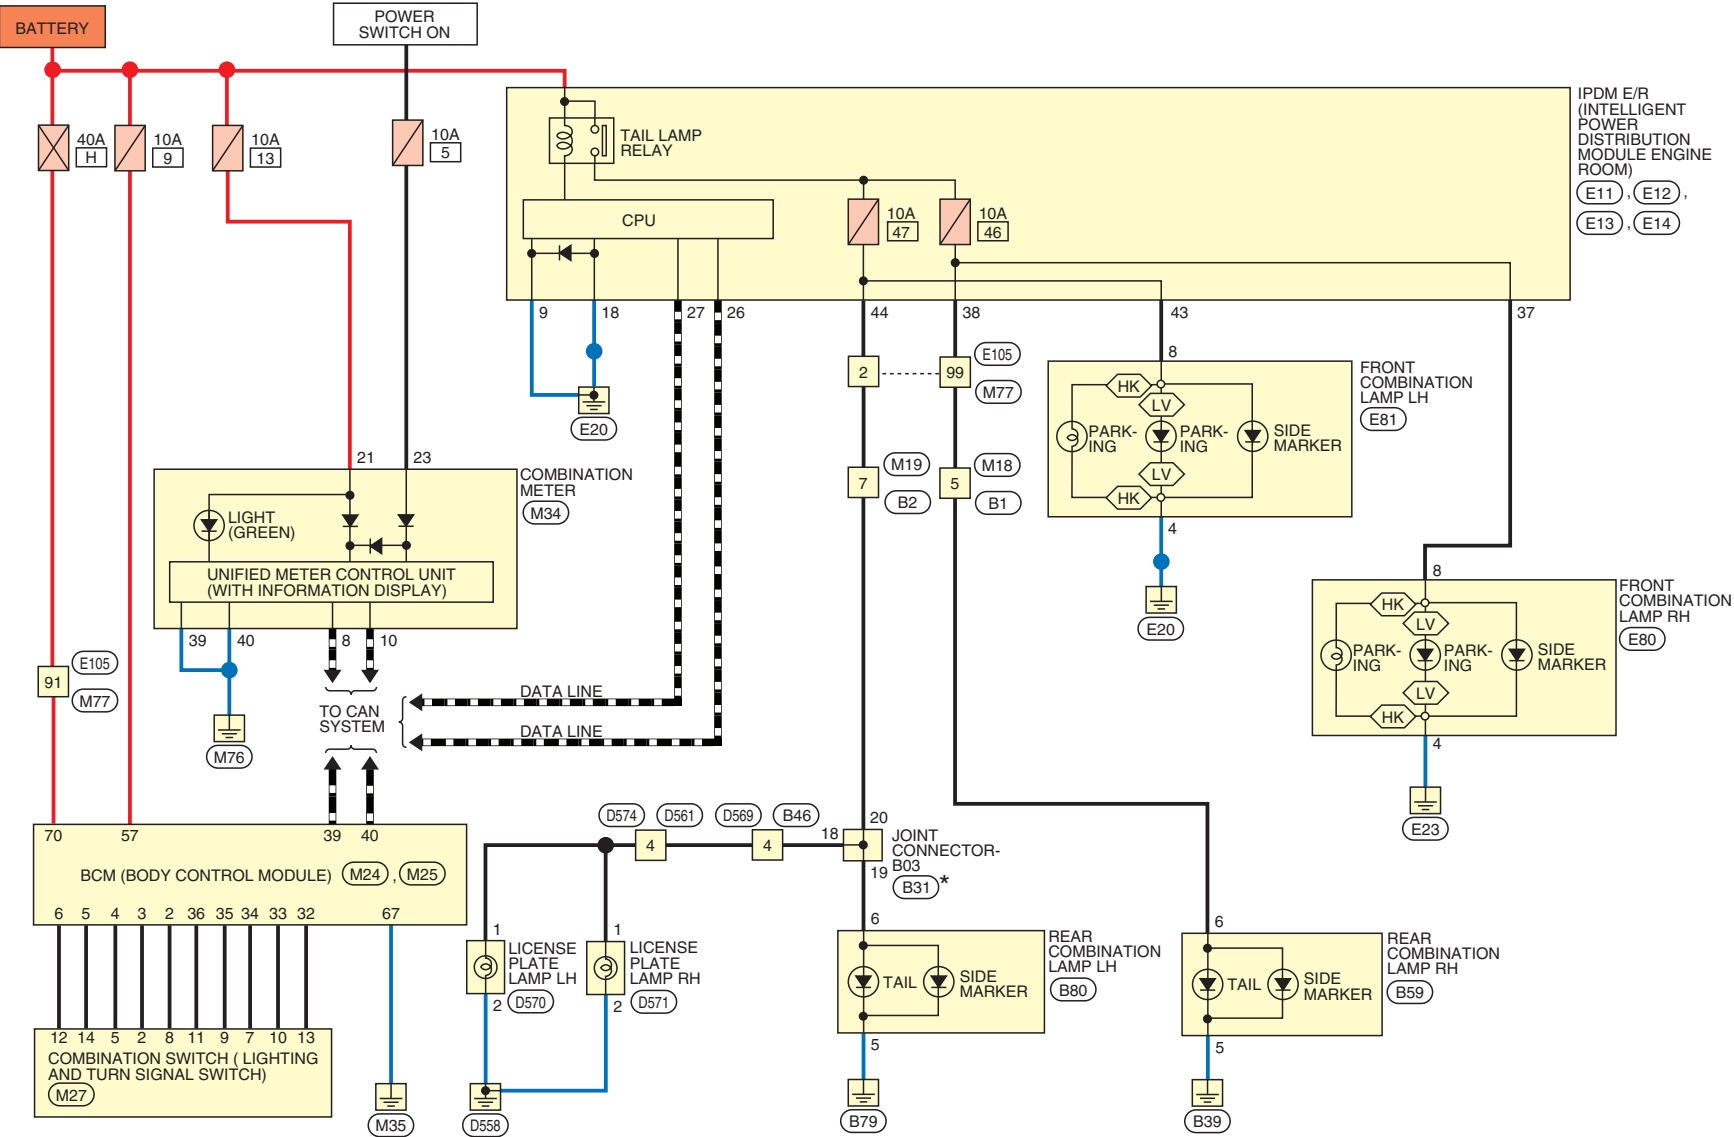 BATTERY
POWER
SWITCH ON
40A
H
10A
9
10A
13
10A
5
TAIL LAMP
RELAY
CPU
10A
47
10A
46
IPDM E/R
(INTELLIGENT
POWER
DISTRIBUTION
MODULE ENGINE
ROOM)
E11 , E12 ,
E13 , E14
9
18
27
26
44
38
43
37
E20
2
99
E105
M77
7
M19
B2
5
M18
B1
8
HK
LV
PARK-
ING
PARK-
ING
SIDE
MARKER
LV
HK
4
FRONT
COMBINATION
LAMP LH
E81
E20
8
HK
LV
PARK-
ING
PARK-
ING
SIDE
MARKER
LV
HK
4
FRONT
COMBINATION
LAMP RH
E80
E23
21
23
COMBINATION
METER
M34
LIGHT
(GREEN)
UNIFIED METER CONTROL UNIT
(WITH INFORMATION DISPLAY)
39
40
8
10
M76
91
E105
M77
TO CAN
SYSTEM
DATA LINE
DATA LINE
70
57
39
40
BCM (BODY CONTROL MODULE) M24 , M25
6 5 4 3 2 36 35 34 33 32 67
12 14 5 2 8 11 9 7 10 13
COMBINATION SWITCH ( LIGHTING
AND TURN SIGNAL SWITCH)
M27
M35
D574
D561
D569
B46
4
4
18
20
19
JOINT
CONNECTOR-
B03
B31 *
1
LICENSE
PLATE
LAMP LH
2
D570
1
LICENSE
PLATE
LAMP RH
2
D571
D558
6
TAIL
SIDE
MARKER
5
REAR
COMBINATION
LAMP LH
B80
B79
6
TAIL
SIDE
MARKER
5
REAR
COMBINATION
LAMP RH
B59
B39